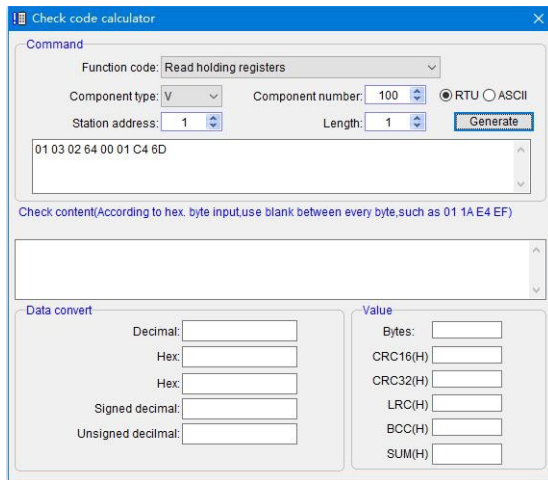 Check code calculator
Command
Function code: Read holding registers
Component type: V Component number: 100 RTU ASCII
Station address: 1 Length: 1 Generate
01 03 02 64 00 01 C4 6D
Check content(According to hex. byte input,use blank between every byte,such as 01 1A E4 EF)
Data convert Value
Decimal: Bytes:
Hex: CRC16(H)
Hex: CRC32(H)
Signed decimal: LRC(H)
Unsigned decilmal: BCC(H)
SUM(H)